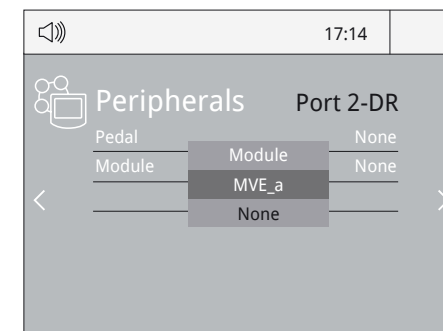 17:14
Peripherals Port 2-DR
Pedal None
Module None
Module
MVE_a
None